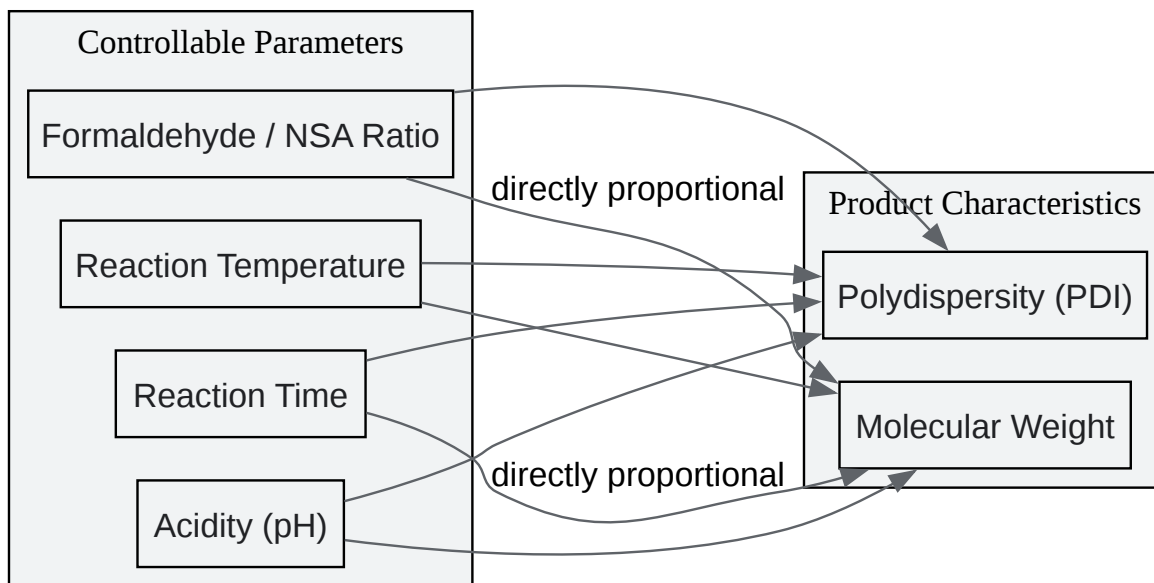 Controllable Parameters
Formaldehyde / NSA Ratio
directly proportional
Product Characteristics
Reaction Temperature
Polydispersity (PDI)
Reaction Time
Molecular Weight
directly proportional
Acidity (pH)